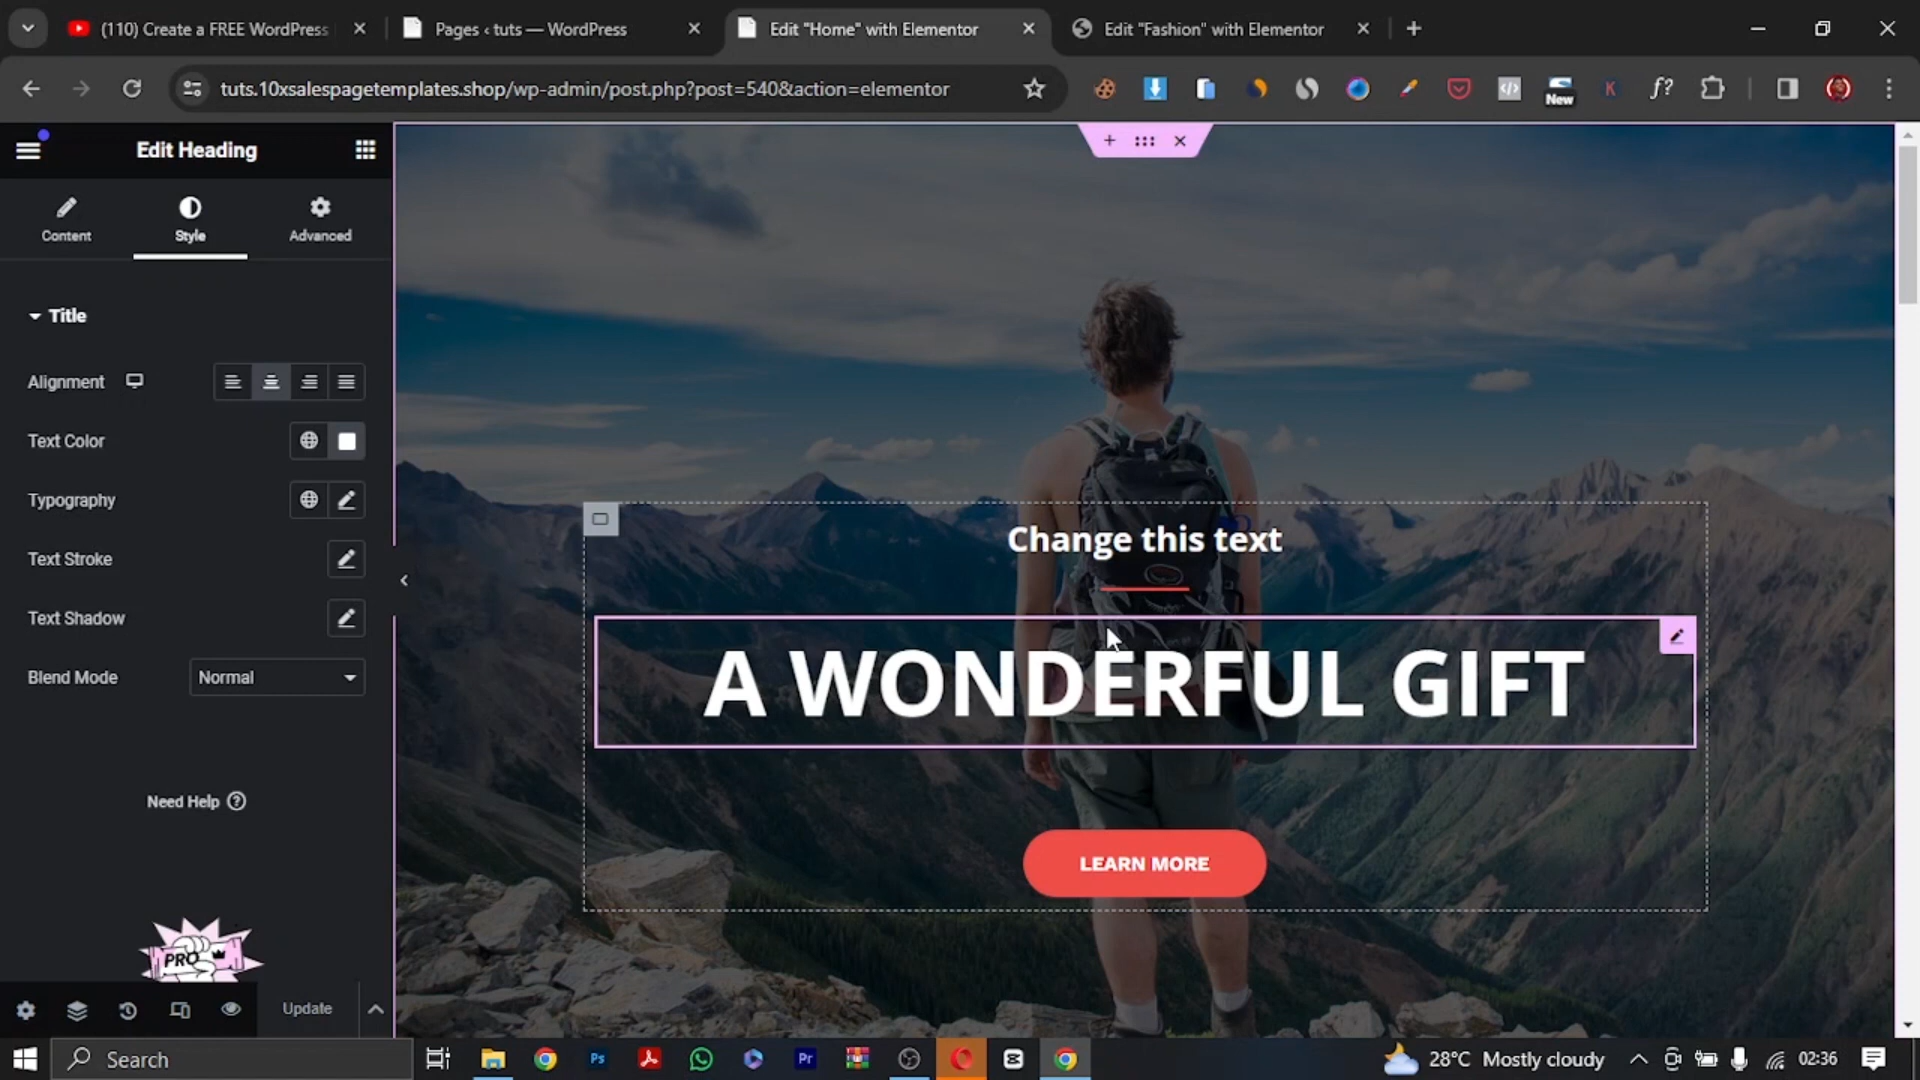 (110) Create a FREE WordPress
Pages ‹ tuts — WordPress
Edit "Home" with Elementor
Edit "Fashion" with Elementor
tuts.10xsalespagetemplates.shop/wp-admin/post.php?post=540&action=elementor
New
K
f?
Edit Heading
Content
Style
Advanced
Title
Alignment
Text Color
Typography
Text Stroke
Text Shadow
Blend Mode
Normal
Need Help
PRO
Update
Change this text
A WONDERFUL GIFT
LEARN MORE
Search
Ps
Pr
28°C Mostly cloudy
02:36